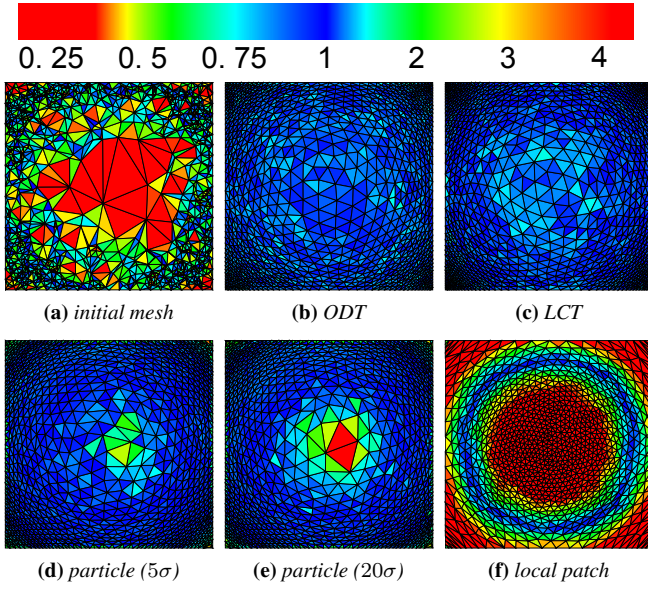 0. 25 0. 5 0. 75 1 2 3 4
(a) initial mesh (b) ODT (c) LCT
(d) particle (5σ) (e) particle (20σ) (f) local patch